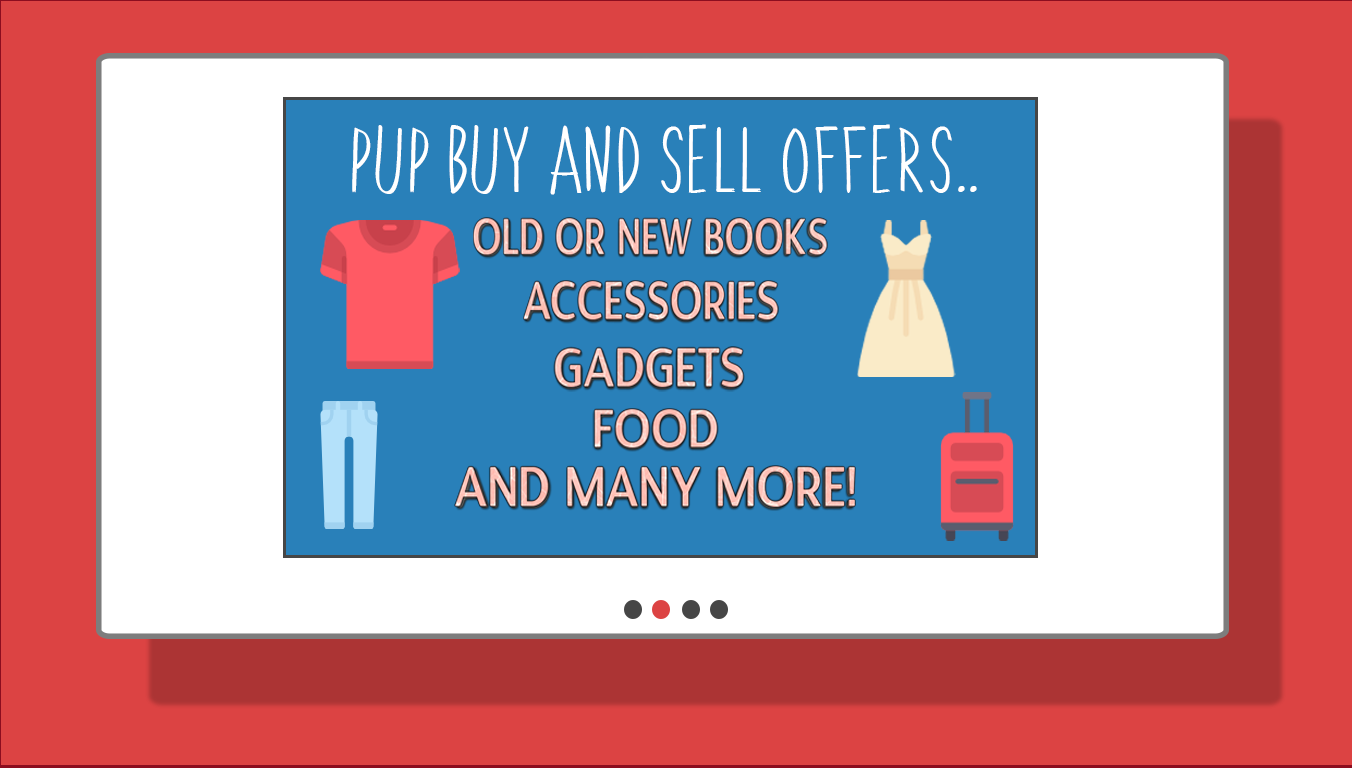 PUP BUY AND SELL OFFERS..
OLD OR NEW BOOKS
ACCESSORIES
GADGETS
FOOD
AND MANY MORE!